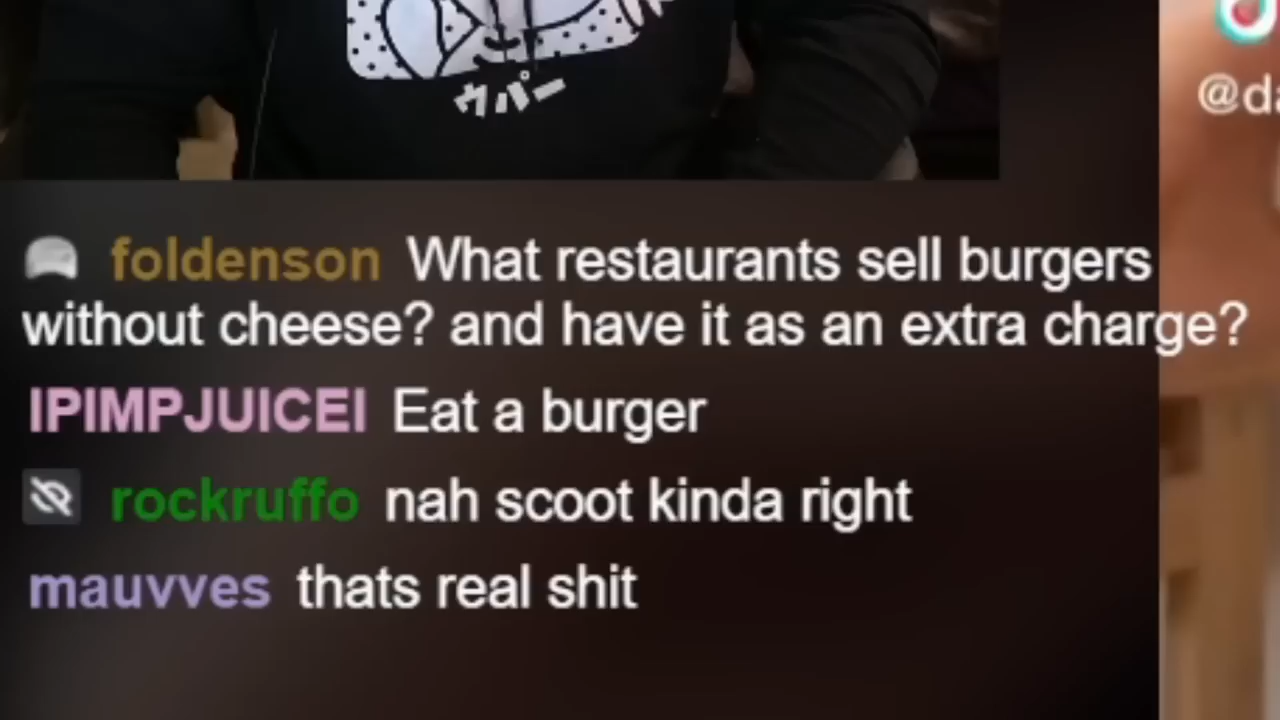 ウパー
@da
foldenson What restaurants sell burgers
without cheese? and have it as an extra charge?
IPIMPJUICEI Eat a burger
rockruffo nah scoot kinda right
mauvves thats real shit